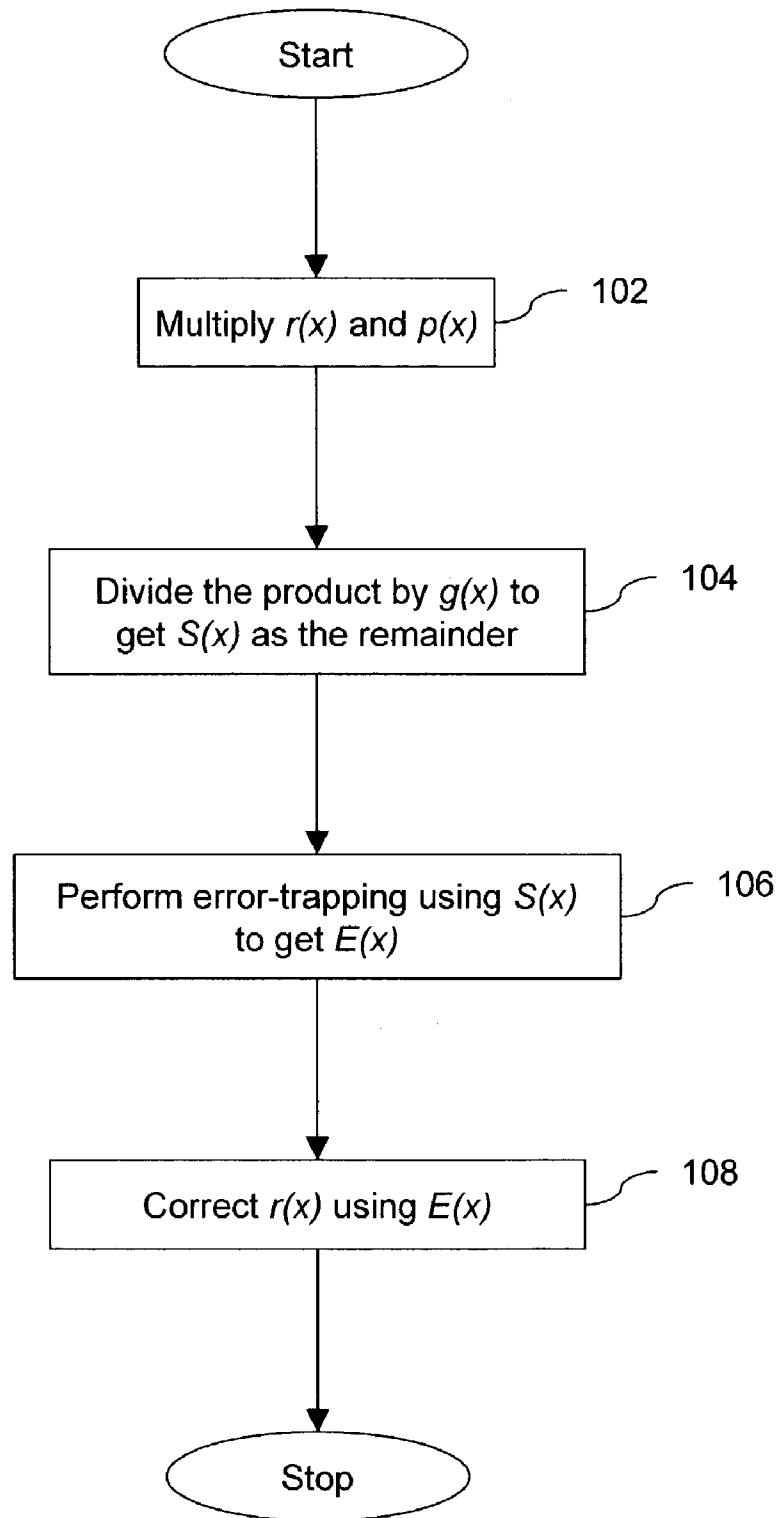 Start
102
Multiply r(x) and p(x)
104
Divide the product by g(x) to
get S(x) as the remainder
106
Perform error-trapping using S(x)
to get E(x)
108
Correct r(x) using E(x)
Stop